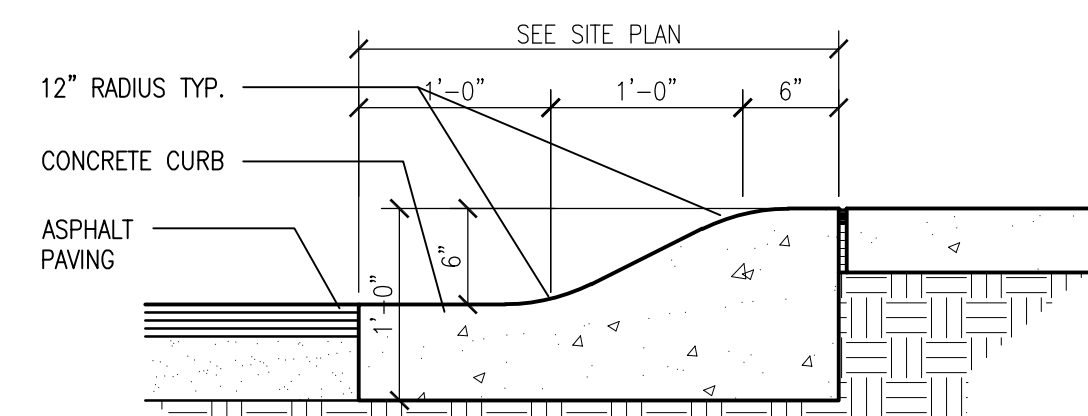 SEE SITE PLAN
12" RADIUS TYP.
1'-0"
1'-0"
6"
CONCRETE CURB
ASPHALT
PAVING
6"
1'-0"